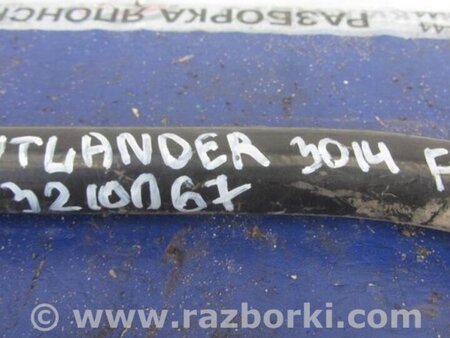 РАЗБОРКА ЯПОНС
UTLANDER 3014 F
3210П67
www.razborki.com